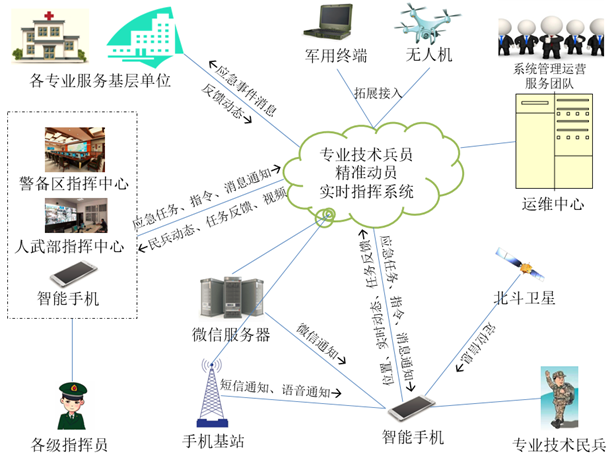 各专业服务基层单位
军用终端
无人机
系统管理运营
服务团队
应急事件消息
反馈动态
拓展接入
专业技术兵员
精准动员
实时指挥系统
运维中心
警备区指挥中心
人武部指挥中心
智能手机
应急任务、指令、消息通知
民兵动态、任务反馈、视频
位置、实时动态、任务反馈
应急任务、指令、消息通知
北斗卫星
定位信息
微信服务器
微信通知
短信通知、语音通知
各级指挥员
手机基站
智能手机
专业技术民兵